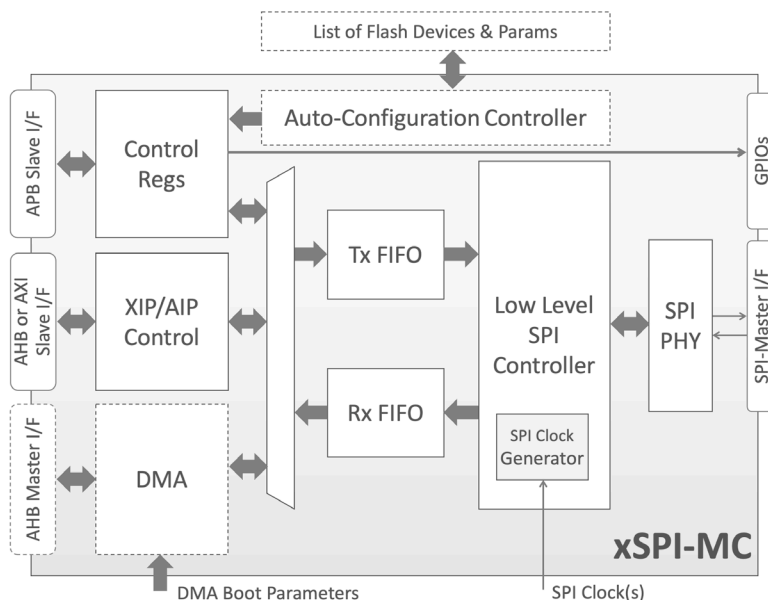 List of Flash Devices & Params
Auto-Configuration Controller
APB Slave I/F
Control
Regs
GPIOs
Tx FIFO
AHB or AXI
Slave I/F
XIP/AIP
Control
Low Level
SPI
Controller
SPI
PHY
SPI-Master I/F
Rx FIFO
SPI Clock
Generator
AHB Master I/F
DMA
xSPI-MC
DMA Boot Parameters
SPI Clock(s)